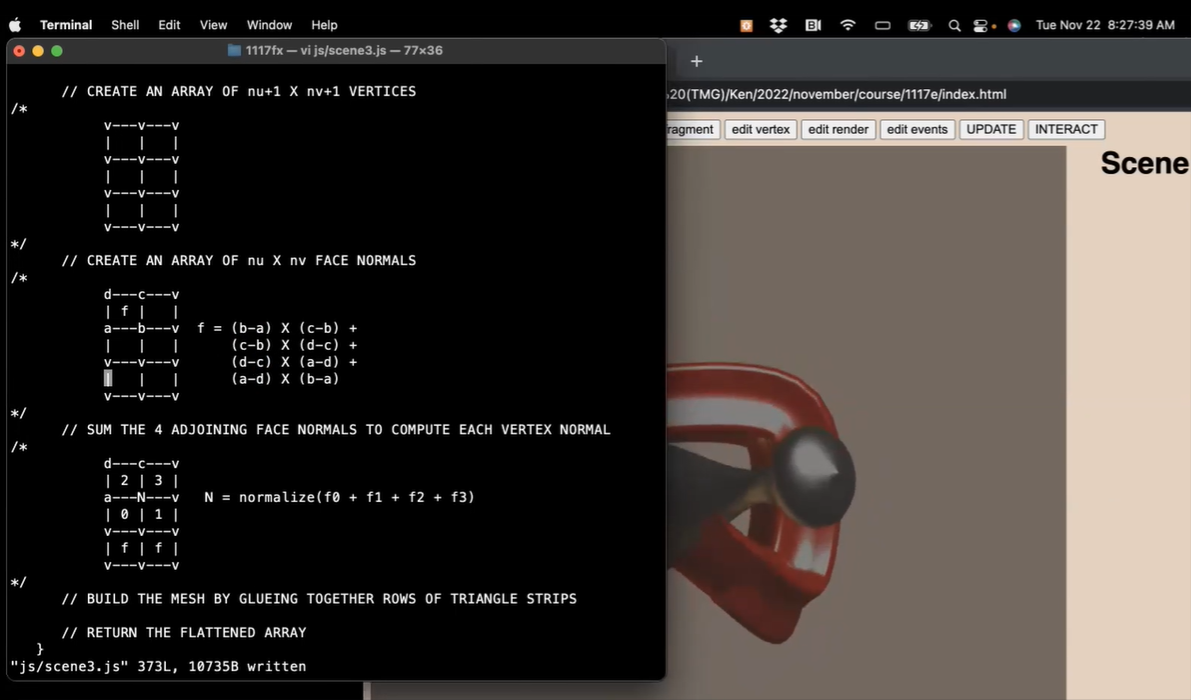 Terminal Shell Edit View Window Help Tue Nov 22 8:27:39 AM
1117fx — vi js/scene3.js — 77×36
+
%20(TMG)/Ken/2022/november/course/1117e/index.html
ragment edit vertex edit render edit events UPDATE INTERACT
Scene
// CREATE AN ARRAY OF nu+1 X nv+1 VERTICES
/*
v---v---v
|   |   |
v---v---v
|   |   |
v---v---v
|   |   |
v---v---v
*/
// CREATE AN ARRAY OF nu X nv FACE NORMALS
/*
d---c---v
| f |   |
a---b---v  f = (b-a) X (c-b) +
|   |   |      (c-b) X (d-c) +
v---v---v      (d-c) X (a-d) +
|   |   |      (a-d) X (b-a)
v---v---v
*/
// SUM THE 4 ADJOINING FACE NORMALS TO COMPUTE EACH VERTEX NORMAL
/*
d---c---v
| 2 | 3 |
a---N---v   N = normalize(f0 + f1 + f2 + f3)
| 0 | 1 |
v---v---v
| f | f |
v---v---v
*/
// BUILD THE MESH BY GLUEING TOGETHER ROWS OF TRIANGLE STRIPS
// RETURN THE FLATTENED ARRAY
}
"js/scene3.js" 373L, 10735B written